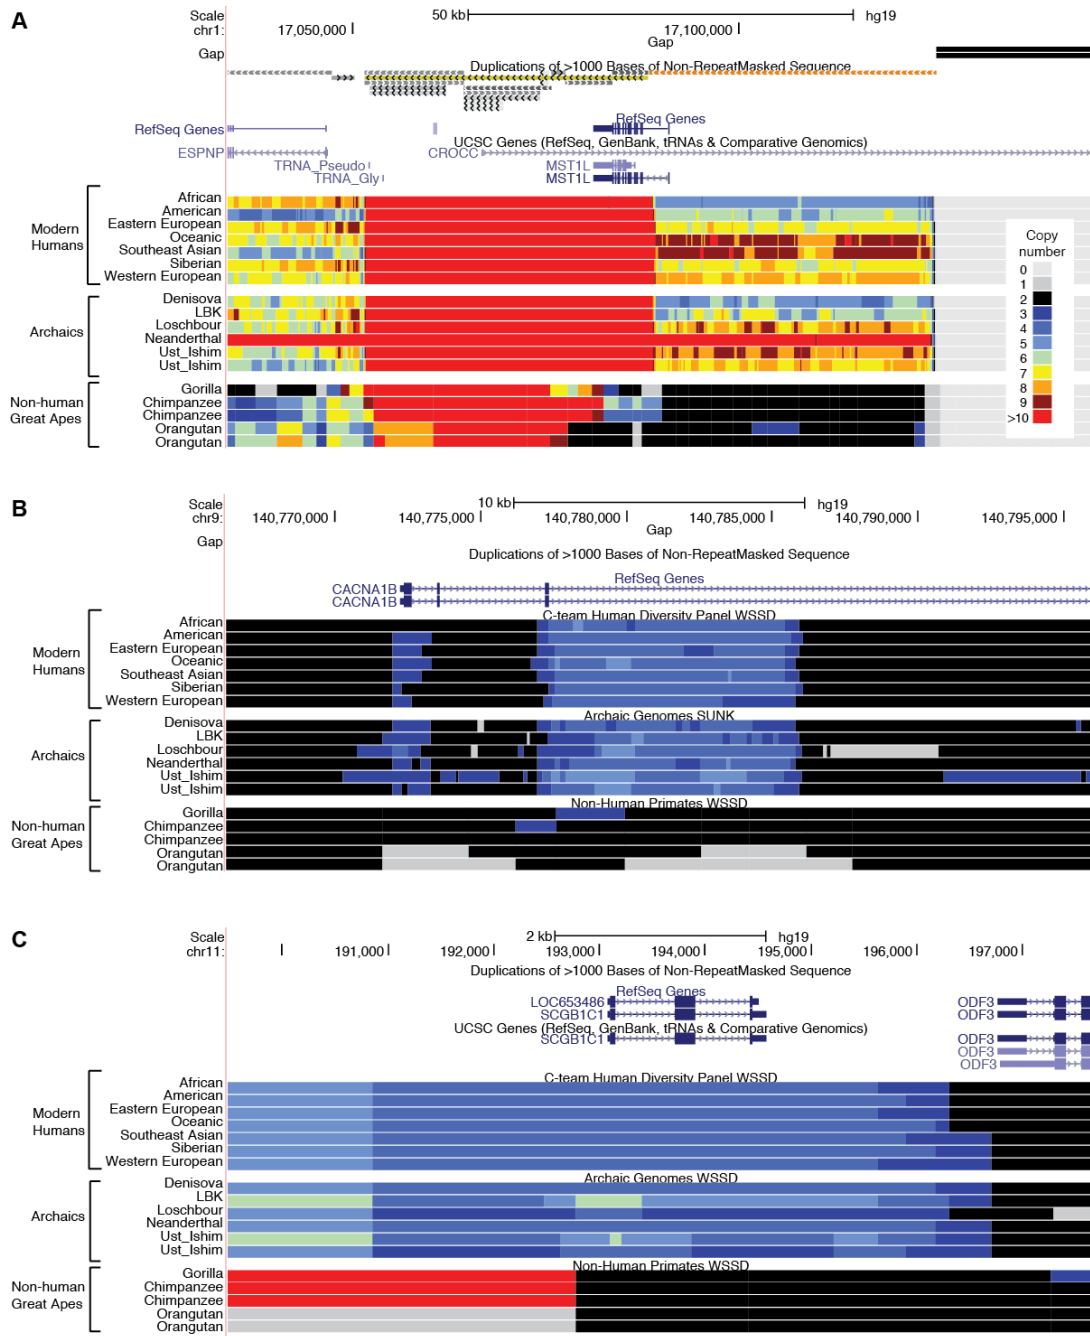 A
Scale
50 kb
hg19
chr1:
17,050,000
17,100,000
Gap
Gap
Duplications of >1000 Bases of Non-RepeatMasked Sequence
RefSeq Genes
RefSeq Genes
UCSC Genes (RefSeq, GenBank, tRNAs & Comparative Genomics)
ESPNP
CROCC
TRNA_Pseudo
MST1L
TRNA_Gly
MST1L
Modern Humans
African
American
Eastern European
Oceanic
Southeast Asian
Siberian
Western European
Archaics
Denisova
LBK
Loschbour
Neanderthal
Ust_Ishim
Ust_Ishim
Non-human Great Apes
Gorilla
Chimpanzee
Chimpanzee
Orangutan
Orangutan
Copy number
0
1
2
3
4
5
6
7
8
9
>10
B
Scale
10 kb
hg19
chr9:
140,770,000
140,775,000
140,780,000
140,785,000
140,790,000
140,795,000
Gap
Gap
Duplications of >1000 Bases of Non-RepeatMasked Sequence
RefSeq Genes
CACNA1B
CACNA1B
C-team Human Diversity Panel WSSD
Modern Humans
African
American
Eastern European
Oceanic
Southeast Asian
Siberian
Western European
Archaic Genomes SUNK
Archaics
Denisova
LBK
Loschbour
Neanderthal
Ust_Ishim
Ust_Ishim
Non-Human Primates WSSD
Non-human Great Apes
Gorilla
Chimpanzee
Chimpanzee
Orangutan
Orangutan
C
Scale
2 kb
hg19
chr11:
191,000
192,000
193,000
194,000
195,000
196,000
197,000
Duplications of >1000 Bases of Non-RepeatMasked Sequence
RefSeq Genes
LOC653486
ODF3
SCGB1C1
ODF3
UCSC Genes (RefSeq, GenBank, tRNAs & Comparative Genomics)
SCGB1C1
ODF3
ODF3
ODF3
C-team Human Diversity Panel WSSD
Modern Humans
African
American
Eastern European
Oceanic
Southeast Asian
Siberian
Western European
Archaic Genomes WSSD
Archaics
Denisova
LBK
Loschbour
Neanderthal
Ust_Ishim
Ust_Ishim
Non-Human Primates WSSD
Non-human Great Apes
Gorilla
Chimpanzee
Chimpanzee
Orangutan
Orangutan